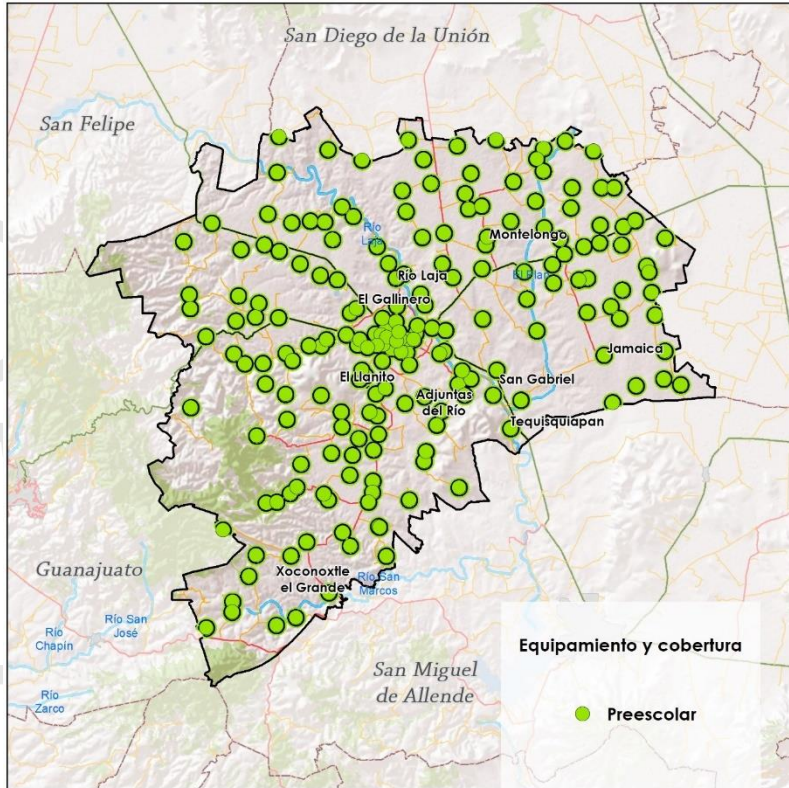 San Diego de la Unión
San Felipe
Río
Laja
Montelongo
Río Laja
El Plan
El Gallinero
Jamaica
El Llanito
San Gabriel
Adjuntas
del Río
Tequisquiapan
Guanajuato
Xoconoxtle
el Grande
Río San
Marcos
Río San
José
Río
Chapín
Río
Zarco
San Miguel
de Allende
Equipamiento y cobertura
Preescolar